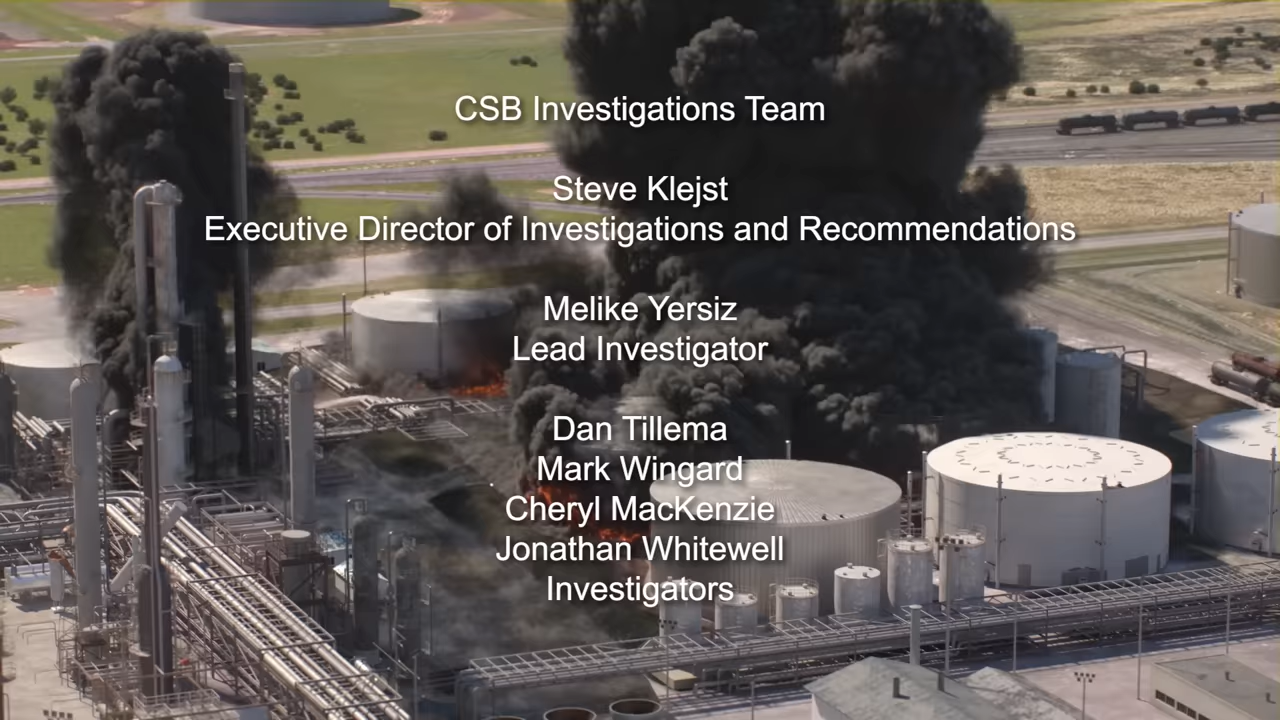 CSB Investigations Team
Steve Klejst
Executive Director of Investigations and Recommendations
Melike Yersiz
Lead Investigator
Dan Tillema
Mark Wingard
Cheryl MacKenzie
Jonathan Whitewell
Investigators